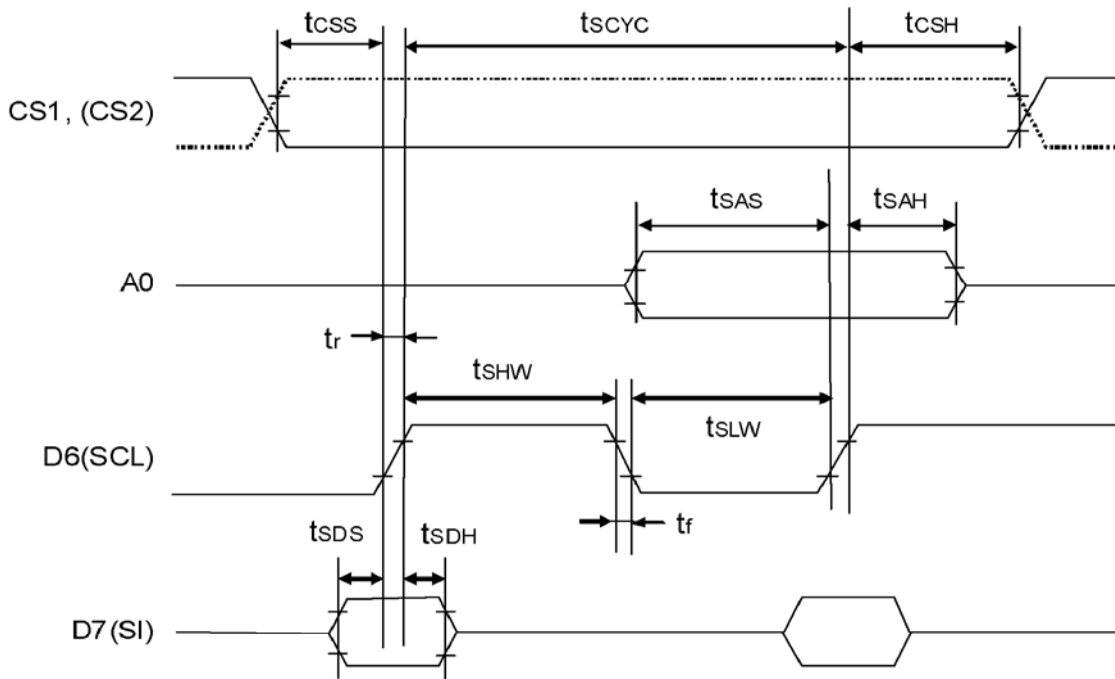 tCSS tSCYC tCSH
CS1, (CS2)
tSAS tSAH
A0
tr
tSHW
tSLW
D6(SCL)
tSDS tSDH tf
D7(SI)